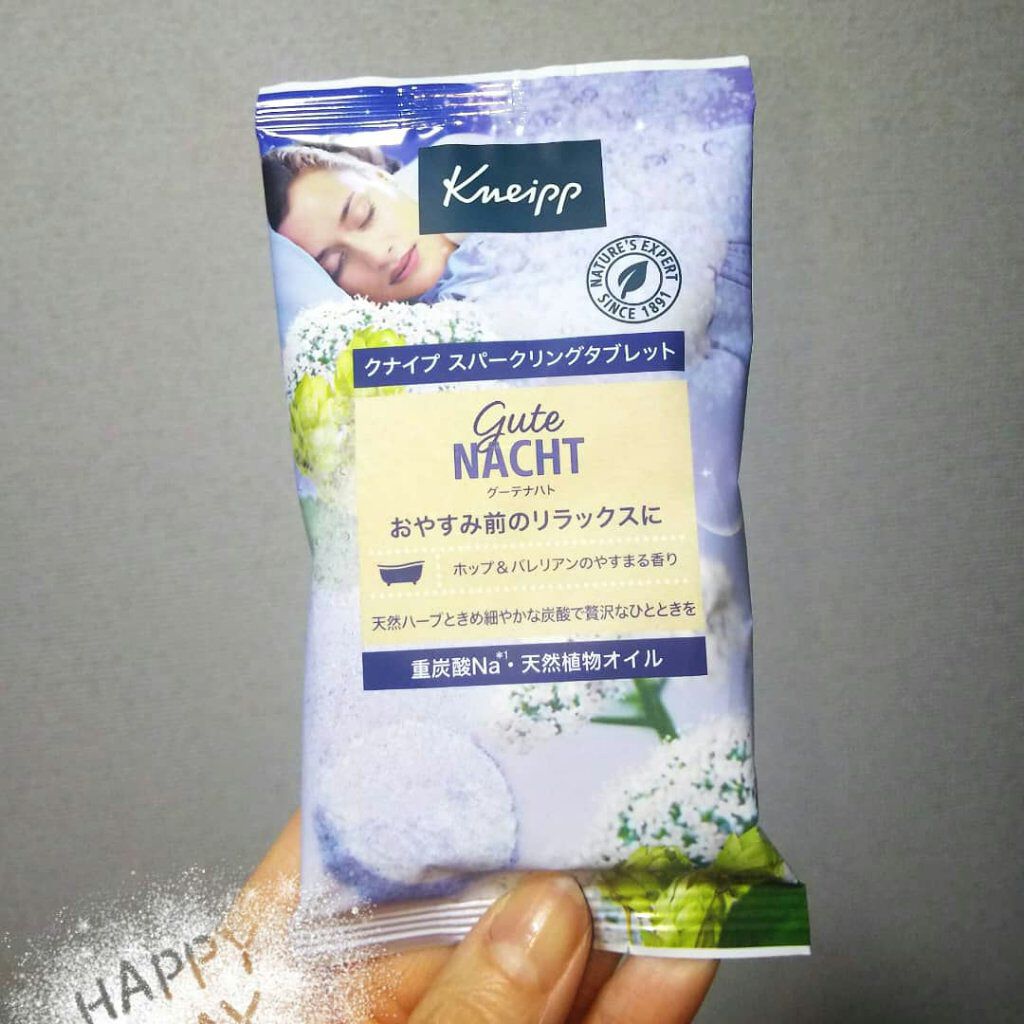 Kneipp
NATURE'S EXPERT
SINCE 1891
クナイプ スパークリングタブレット
Gute
NACHT
グーテナハト
おやすみ前のリラックスに
ホップ&バレリアンのやすまる香り
天然ハーブときめ細やかな炭酸で贅沢なひとときを
重炭酸Na*1・天然植物オイル
HAPPY